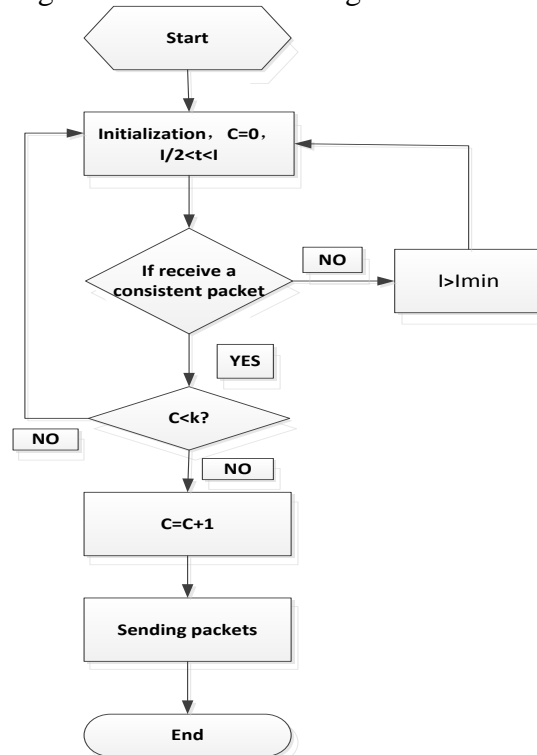 Start
Initialization，C=0,
I/2<t<I
If receive a
consistent packet
NO
I>Imin
YES
C<k?
NO
NO
C=C+1
Sending packets
End